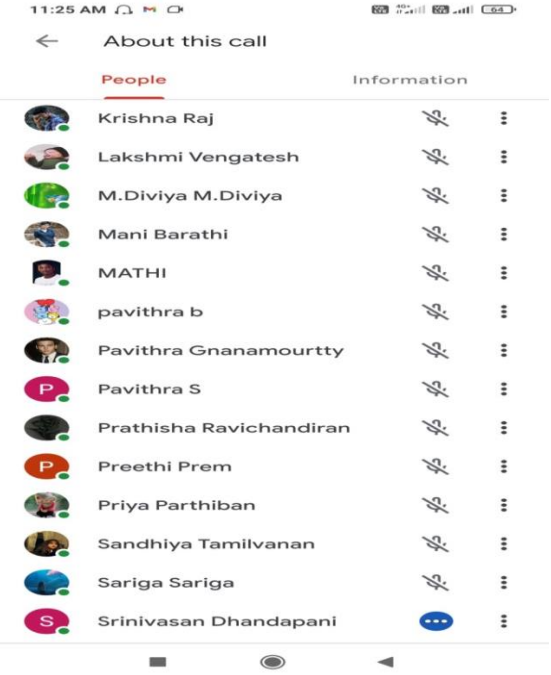 11:25 AM 4G+ 64
About this call
People Information
Krishna Raj
Lakshmi Vengatesh
M.Diviya M.Diviya
Mani Barathi
MATHI
pavithra b
Pavithra Gnanamourtty
P Pavithra S
Prathisha Ravichandiran
P Preethi Prem
Priya Parthiban
Sandhiya Tamilvanan
Sariga Sariga
S Srinivasan Dhandapani